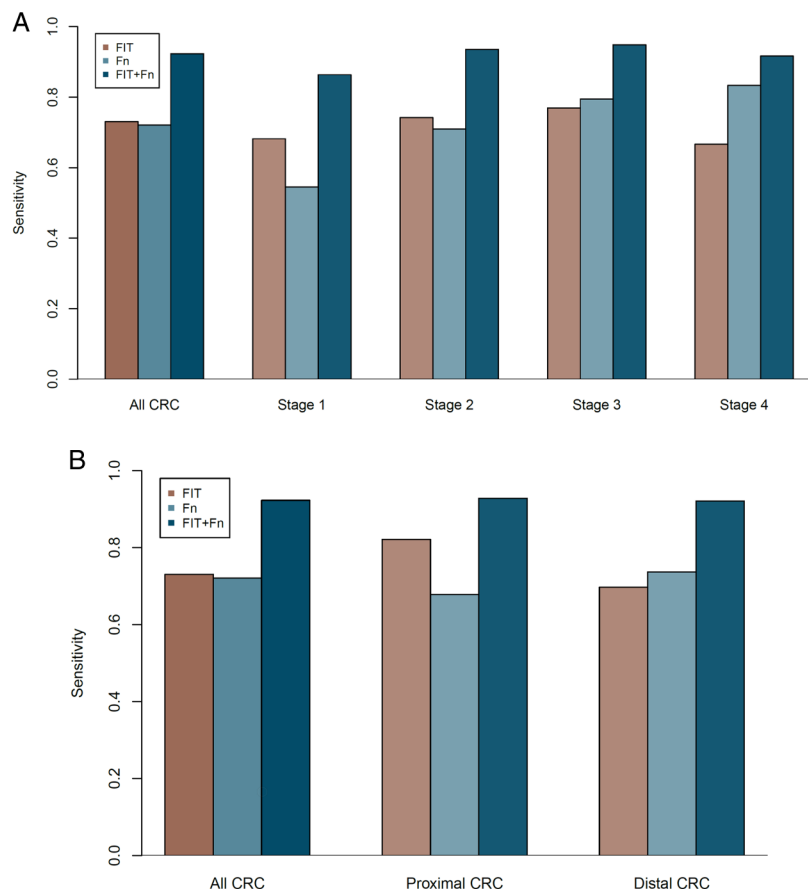 A
FIT
Fn
FIT+Fn
Sensitivity
1.0
0.8
0.6
0.4
0.2
0.0
All CRC Stage 1 Stage 2 Stage 3 Stage 4
B
FIT
Fn
FIT+Fn
Sensitivity
1.0
0.8
0.6
0.4
0.2
0.0
All CRC Proximal CRC Distal CRC